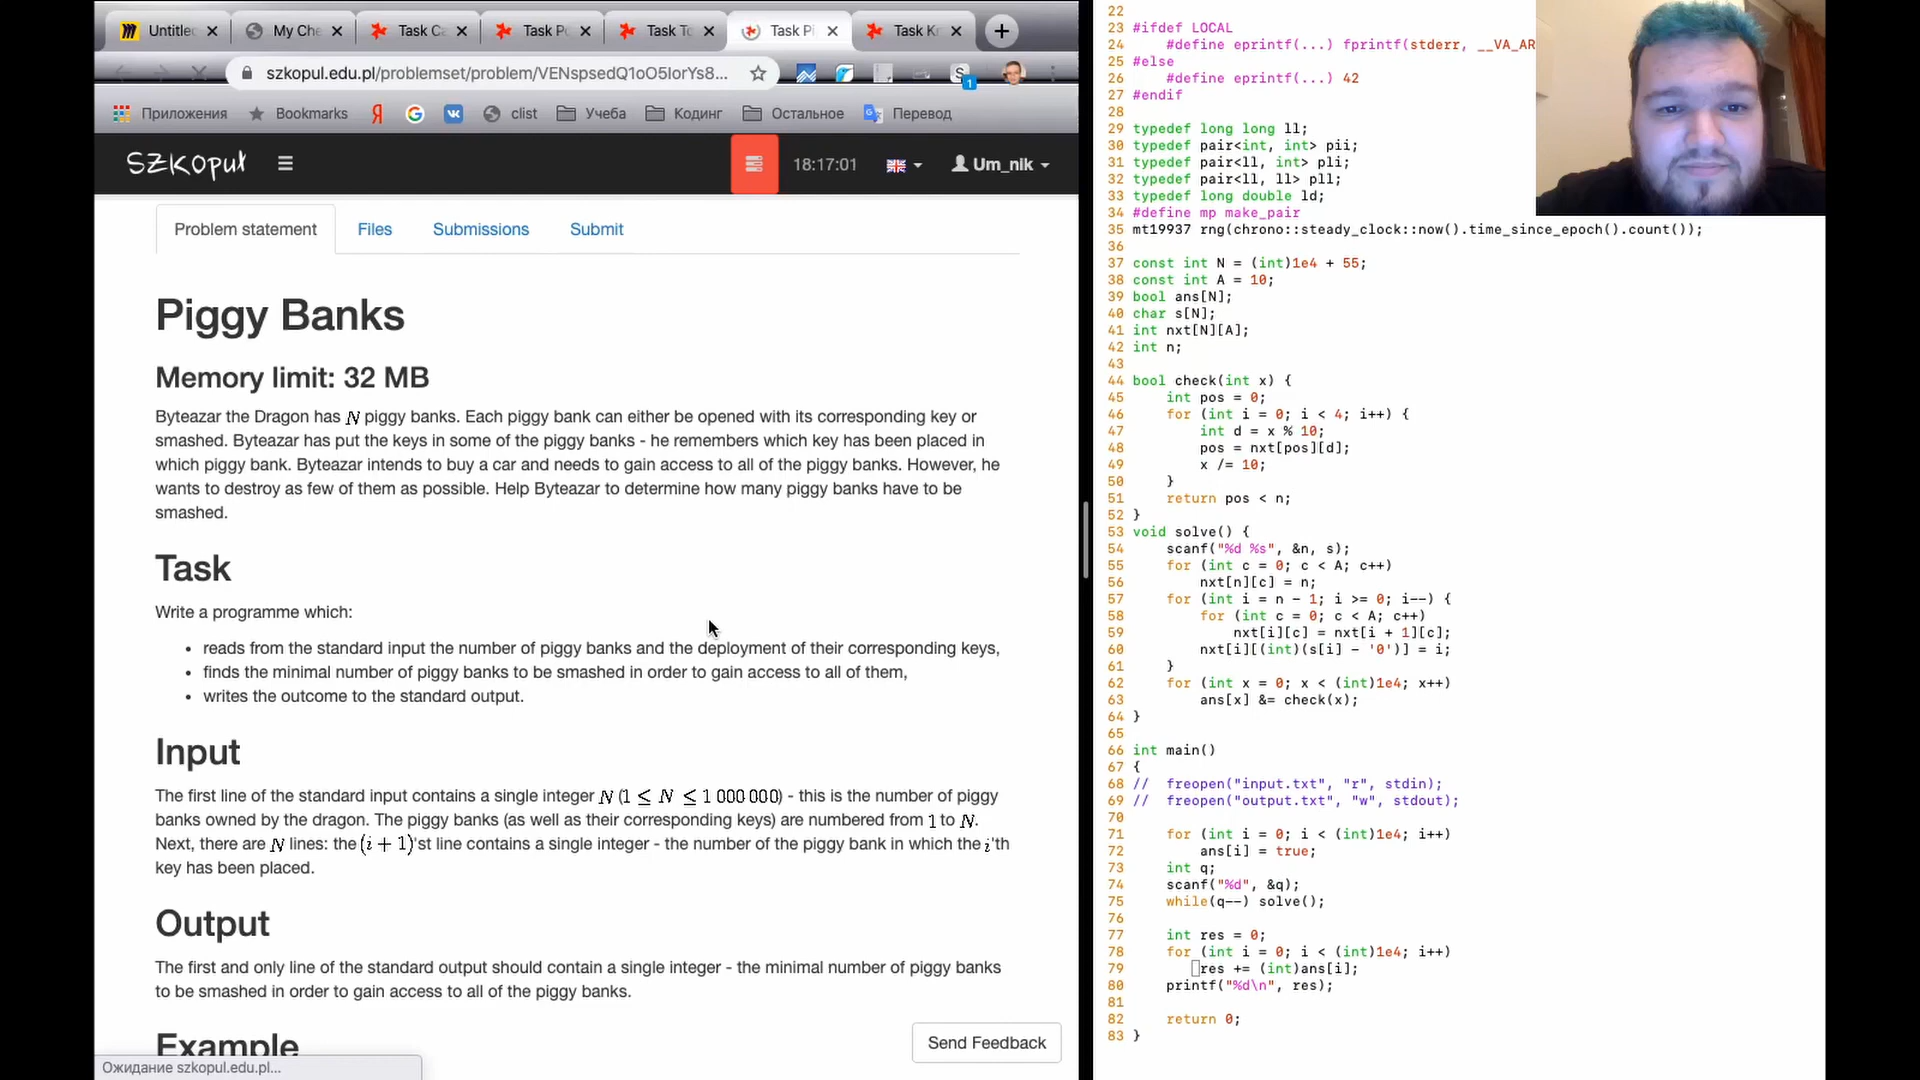 Untitle
My Che
Task C
Task P
Task To
Task Pi
Task K
szkopul.edu.pl/problemset/problem/VENspsedQ1oO5IorYs8...
1
Приложения
Bookmarks
clist
Учеба
Кодинг
Остальное
Перевод
SZKOPUŁ
18:17:01
Um_nik
Problem statement
Files
Submissions
Submit
Piggy Banks
Memory limit: 32 MB
Byteazar the Dragon has N piggy banks. Each piggy bank can either be opened with its corresponding key or
smashed. Byteazar has put the keys in some of the piggy banks - he remembers which key has been placed in
which piggy bank. Byteazar intends to buy a car and needs to gain access to all of the piggy banks. However, he
wants to destroy as few of them as possible. Help Byteazar to determine how many piggy banks have to be
smashed.
Task
Write a programme which:
• reads from the standard input the number of piggy banks and the deployment of their corresponding keys,
• finds the minimal number of piggy banks to be smashed in order to gain access to all of them,
• writes the outcome to the standard output.
Input
The first line of the standard input contains a single integer N (1 ≤ N ≤ 1 000 000) - this is the number of piggy
banks owned by the dragon. The piggy banks (as well as their corresponding keys) are numbered from 1 to N.
Next, there are N lines: the (i + 1)'st line contains a single integer - the number of the piggy bank in which the i'th
key has been placed.
Output
The first and only line of the standard output should contain a single integer - the minimal number of piggy banks
to be smashed in order to gain access to all of the piggy banks.
Example
Send Feedback
Ожидание szkopul.edu.pl...
22
23 #ifdef LOCAL
24     #define eprintf(...) fprintf(stderr, __VA_AR
25 #else
26     #define eprintf(...) 42
27 #endif
28
29 typedef long long ll;
30 typedef pair<int, int> pii;
31 typedef pair<ll, int> pli;
32 typedef pair<ll, ll> pll;
33 typedef long double ld;
34 #define mp make_pair
35 mt19937 rng(chrono::steady_clock::now().time_since_epoch().count());
36
37 const int N = (int)1e4 + 55;
38 const int A = 10;
39 bool ans[N];
40 char s[N];
41 int nxt[N][A];
42 int n;
43
44 bool check(int x) {
45     int pos = 0;
46     for (int i = 0; i < 4; i++) {
47         int d = x % 10;
48         pos = nxt[pos][d];
49         x /= 10;
50     }
51     return pos < n;
52 }
53 void solve() {
54     scanf("%d %s", &n, s);
55     for (int c = 0; c < A; c++)
56         nxt[n][c] = n;
57     for (int i = n - 1; i >= 0; i--) {
58         for (int c = 0; c < A; c++)
59             nxt[i][c] = nxt[i + 1][c];
60         nxt[i][(int)(s[i] - '0')] = i;
61     }
62     for (int x = 0; x < (int)1e4; x++)
63         ans[x] &= check(x);
64 }
65
66 int main()
67 {
68 //  freopen("input.txt", "r", stdin);
69 //  freopen("output.txt", "w", stdout);
70
71     for (int i = 0; i < (int)1e4; i++)
72         ans[i] = true;
73     int q;
74     scanf("%d", &q);
75     while(q--) solve();
76
77     int res = 0;
78     for (int i = 0; i < (int)1e4; i++)
79         res += (int)ans[i];
80     printf("%d\n", res);
81
82     return 0;
83 }